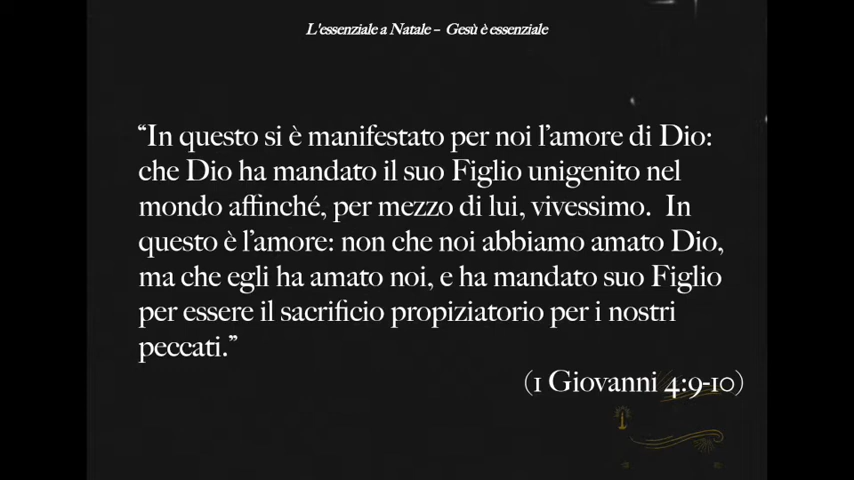 L'essenziale a Natale – Gesù è essenziale
“In questo si è manifestato per noi l’amore di Dio:
che Dio ha mandato il suo Figlio unigenito nel
mondo affinché, per mezzo di lui, vivessimo.  In
questo è l’amore: non che noi abbiamo amato Dio,
ma che egli ha amato noi, e ha mandato suo Figlio
per essere il sacrificio propiziatorio per i nostri
peccati.”
(1 Giovanni 4:9-10)